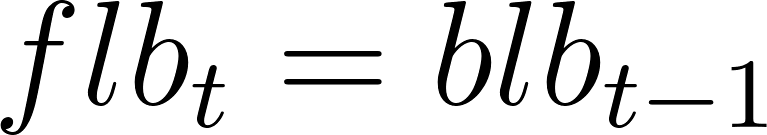 flb_t = blb_{t-1}